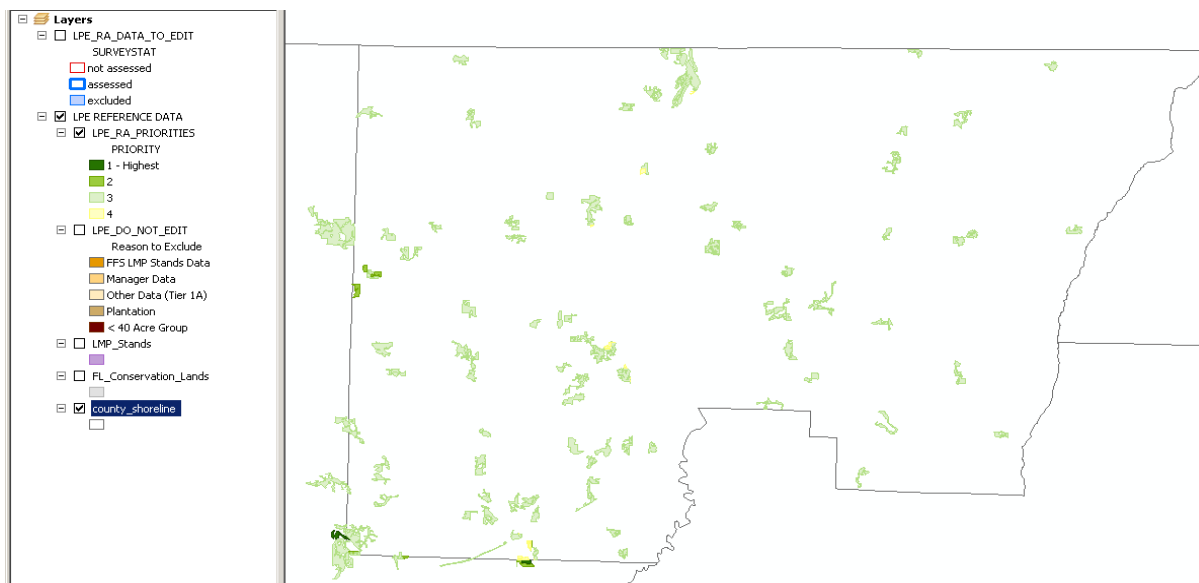 Layers
LPE_RA_DATA_TO_EDIT
SURVEYSTAT
not assessed
assessed
excluded
LPE REFERENCE DATA
LPE_RA_PRIORITIES
PRIORITY
1 - Highest
2
3
4
LPE_DO_NOT_EDIT
Reason to Exclude
FFS LMP Stands Data
Manager Data
Other Data (Tier 1A)
Plantation
< 40 Acre Group
LMP_Stands
FL_Conservation_Lands
county_shoreline